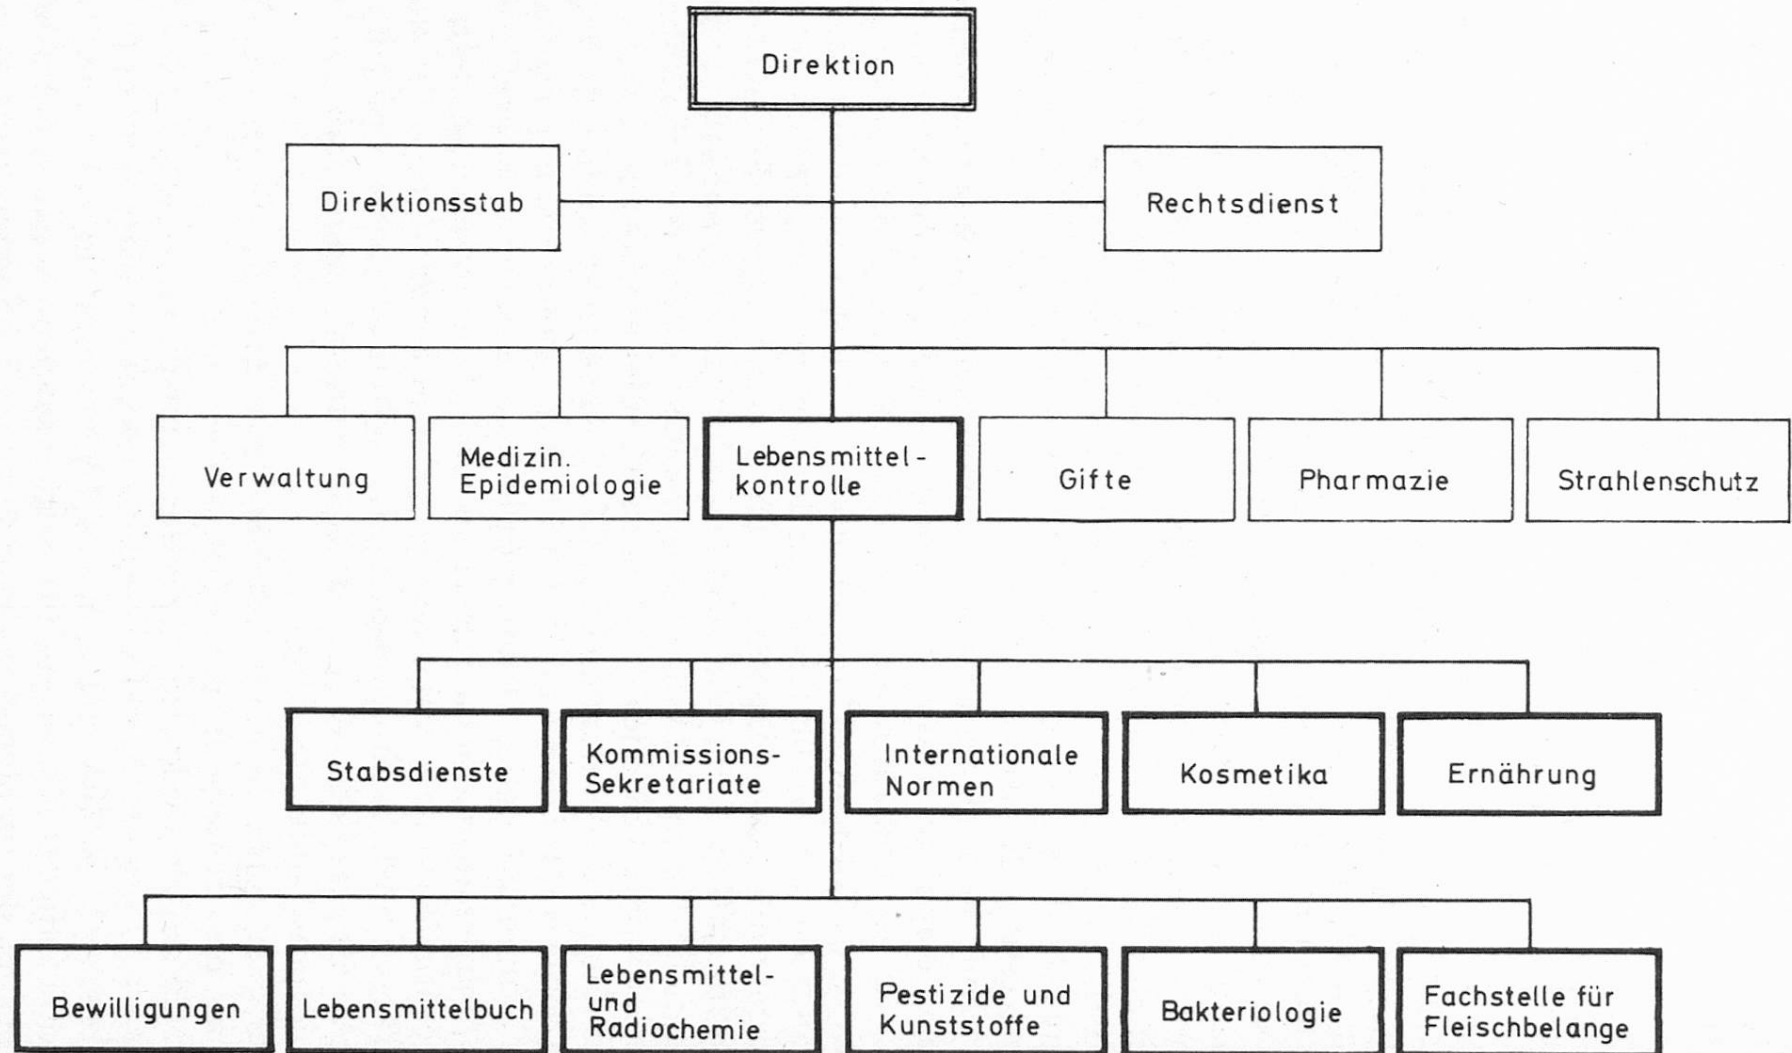 Direktion
Direktionsstab
Rechtsdienst
Verwaltung
Medizin.
Epidemiologie
Lebensmittel-
kontrolle
Gifte
Pharmazie
Strahlenschutz
Stabsdienste
Kommissions-
Sekretariate
Internationale
Normen
Kosmetika
Ernährung
Bewilligungen
Lebensmittelbuch
Lebensmittel-
und
Radiochemie
Pestizide und
Kunststoffe
Bakteriologie
Fachstelle für
Fleischbelange